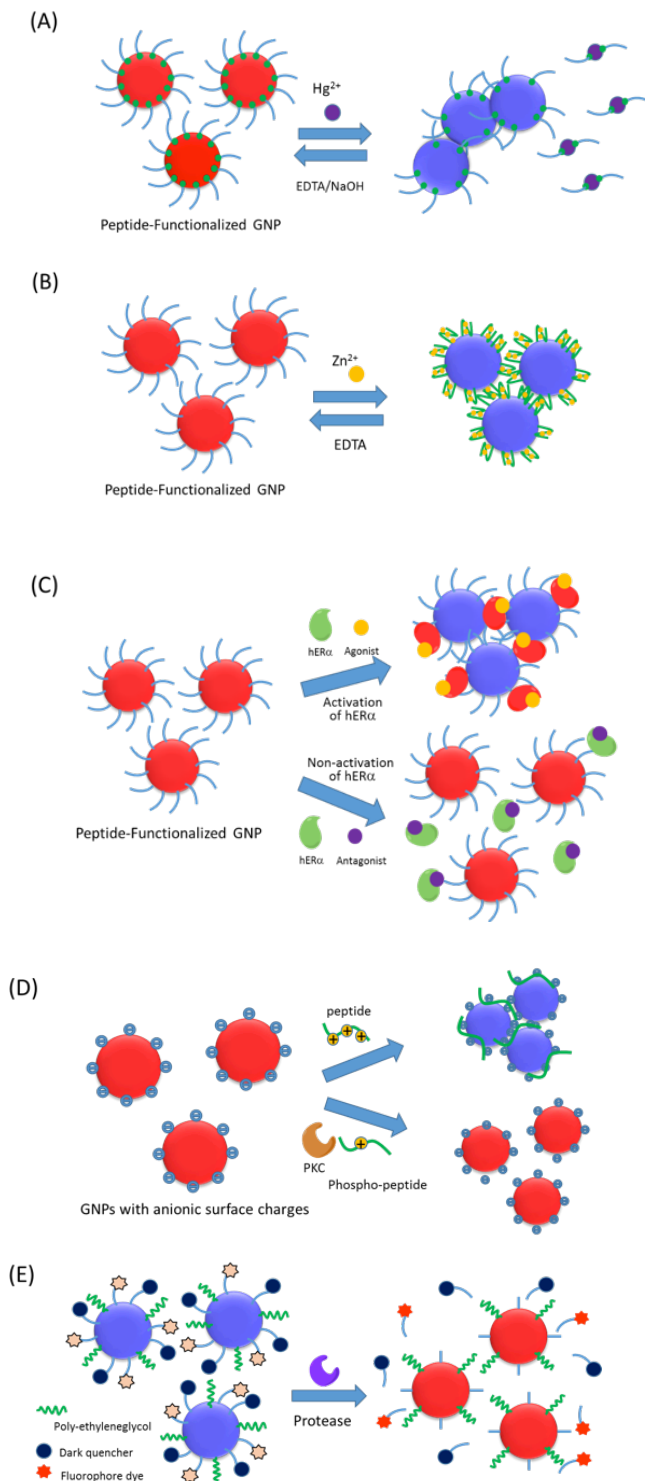 (A)
Hg2+
EDTA/NaOH
Peptide-Functionalized GNP
(B)
Zn2+
EDTA
Peptide-Functionalized GNP
(C)
hERα
Agonist
Activation
of hERα
Non-activation
of hERα
Peptide-Functionalized GNP
hERα
Antagonist
(D)
peptide
PKC
Phospho-peptide
GNPs with anionic surface charges
(E)
Protease
Poly-ethyleneglycol
Dark quencher
Fluorophore dye